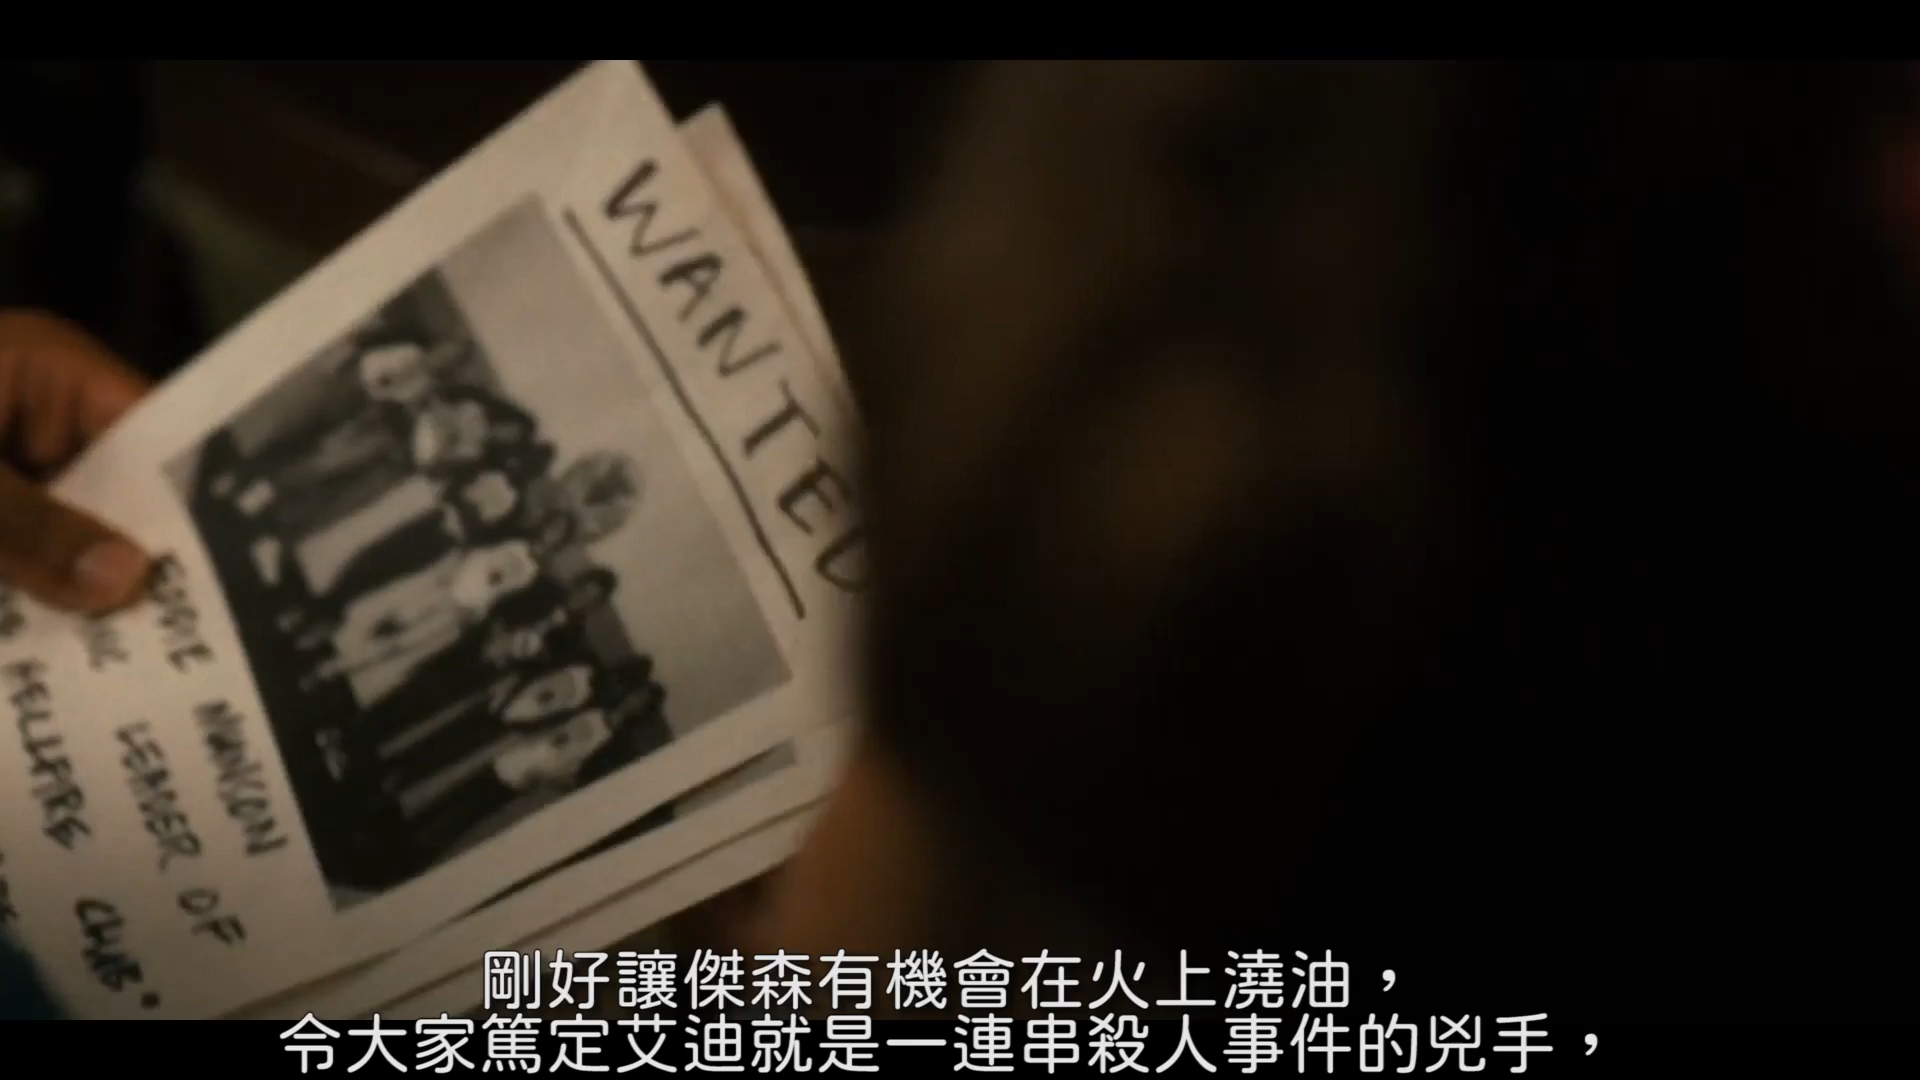 WANTED
EDDIE MUNSON
LEADER OF
HELLFIRE CLUB"
剛好讓傑森有機會在火上澆油，
令大家篤定艾迪就是一連串殺人事件的兇手，